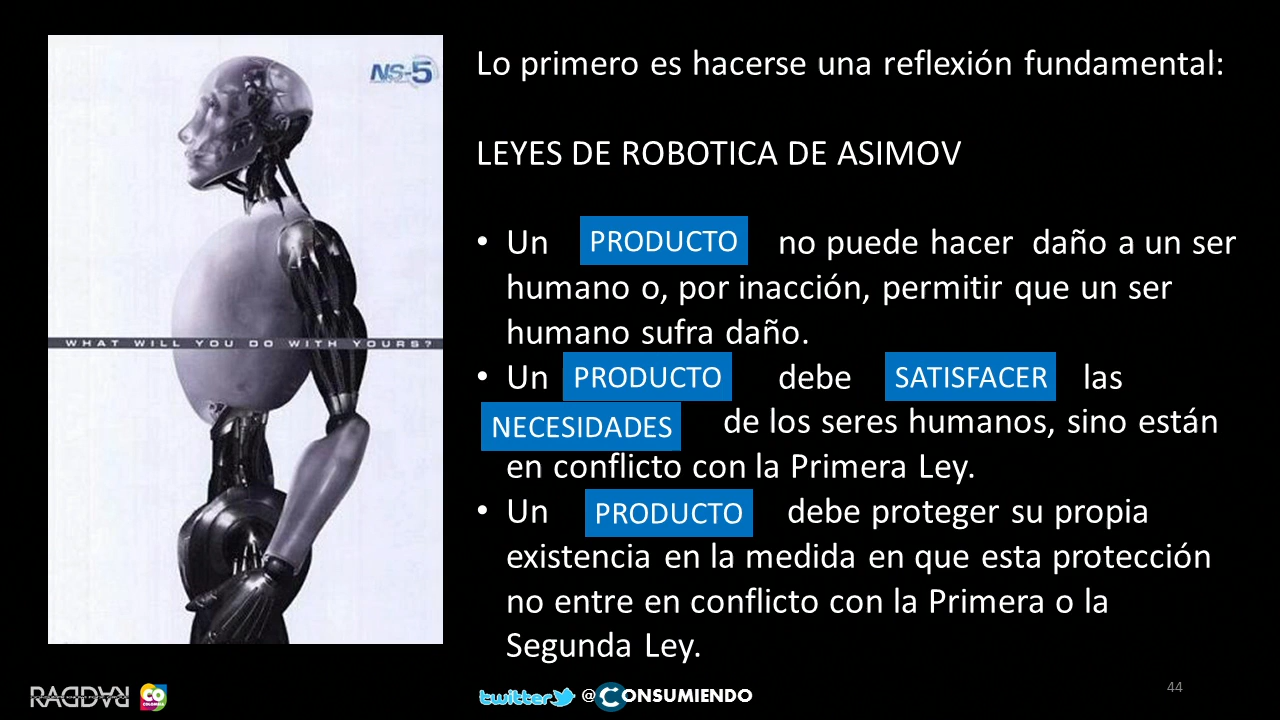 NS-5
WHAT WILL YOU DO WITH YOURS?
Lo primero es hacerse una reflexión fundamental:
LEYES DE ROBOTICA DE ASIMOV
• Un PRODUCTO no puede hacer daño a un ser
humano o, por inacción, permitir que un ser
humano sufra daño.
• Un PRODUCTO debe SATISFACER las
NECESIDADES de los seres humanos, sino están
en conflicto con la Primera Ley.
• Un PRODUCTO debe proteger su propia
existencia en la medida en que esta protección
no entre en conflicto con la Primera o la
Segunda Ley.
RADDAR CO COLOMBIA
twitter @CONSUMIENDO
44